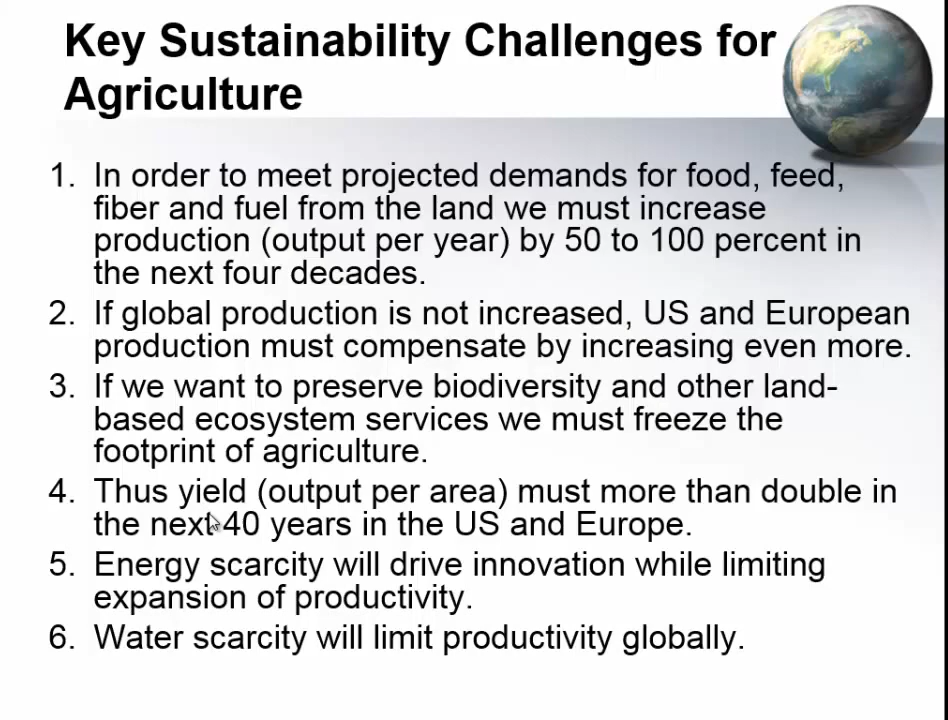 Key Sustainability Challenges for
Agriculture
1. In order to meet projected demands for food, feed,
fiber and fuel from the land we must increase
production (output per year) by 50 to 100 percent in
the next four decades.
2. If global production is not increased, US and European
production must compensate by increasing even more.
3. If we want to preserve biodiversity and other land-
based ecosystem services we must freeze the
footprint of agriculture.
4. Thus yield (output per area) must more than double in
the next 40 years in the US and Europe.
5. Energy scarcity will drive innovation while limiting
expansion of productivity.
6. Water scarcity will limit productivity globally.